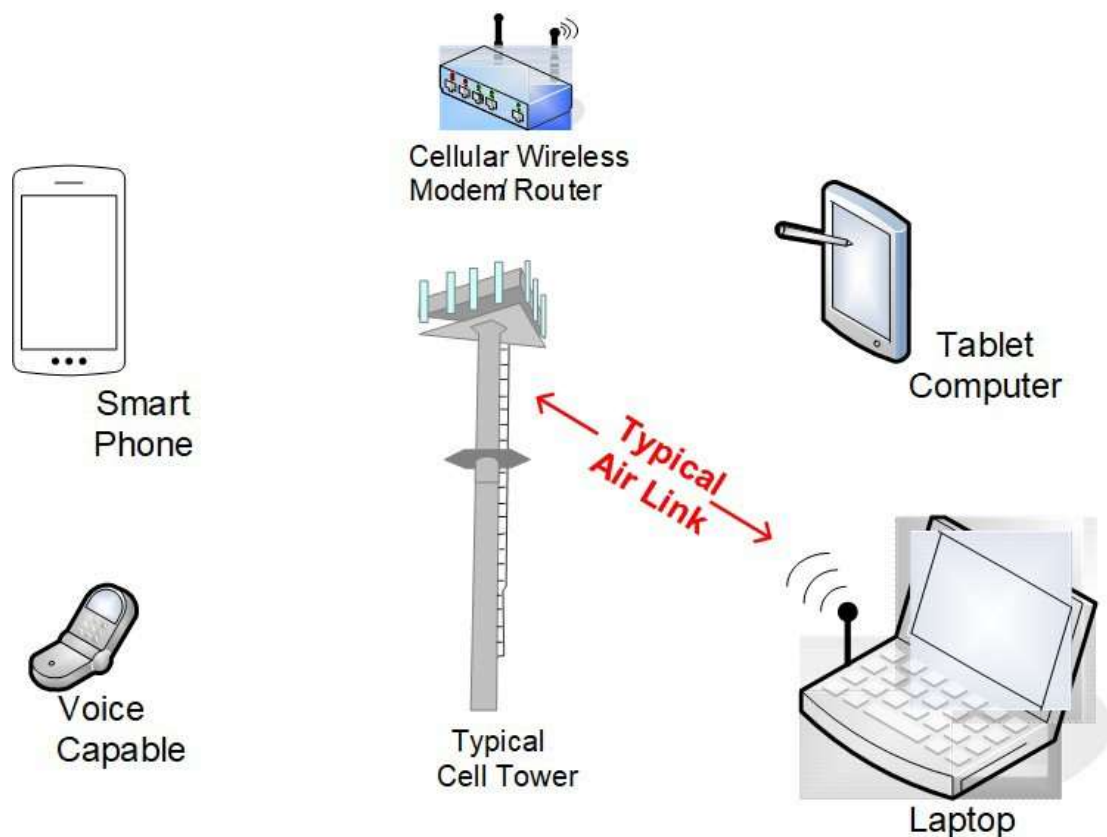 Cellular Wireless
Modem/ Router
Smart
Phone
Tablet
Computer
Typical
Air Link
Voice
Capable
Typical
Cell Tower
Laptop